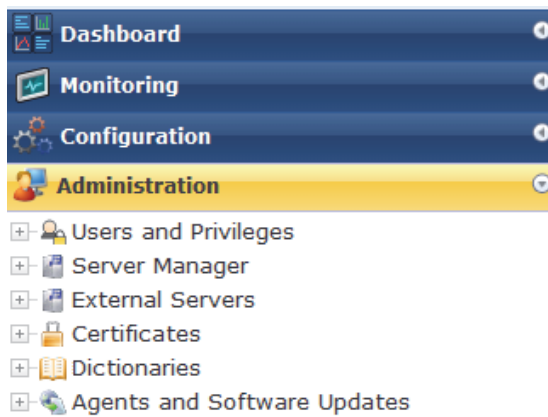 Dashboard
Monitoring
Configuration
Administration
Users and Privileges
Server Manager
External Servers
Certificates
Dictionaries
Agents and Software Updates